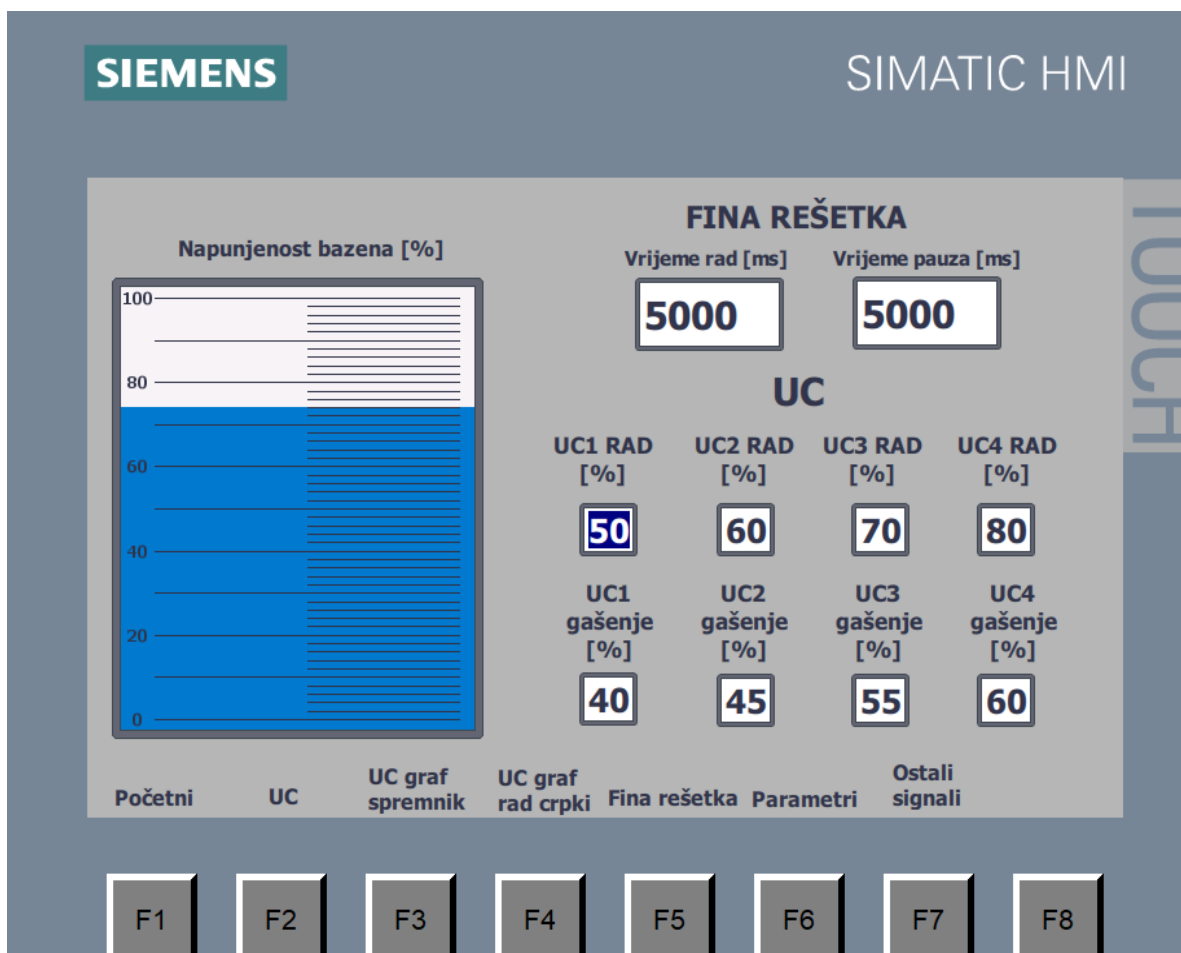 SIEMENS
SIMATIC HMI
TOUCH
Napunjenost bazena [%]
100
80
60
40
20
0
FINA REŠETKA
Vrijeme rad [ms] Vrijeme pauza [ms]
5000 5000
UC
UC1 RAD UC2 RAD UC3 RAD UC4 RAD
[%] [%] [%] [%]
50 60 70 80
UC1 UC2 UC3 UC4
gašenje gašenje gašenje gašenje
[%] [%] [%] [%]
40 45 55 60
Početni
UC
UC graf
spremnik
UC graf
rad crpki
Fina rešetka
Parametri
Ostali
signali
F1 F2 F3 F4 F5 F6 F7 F8